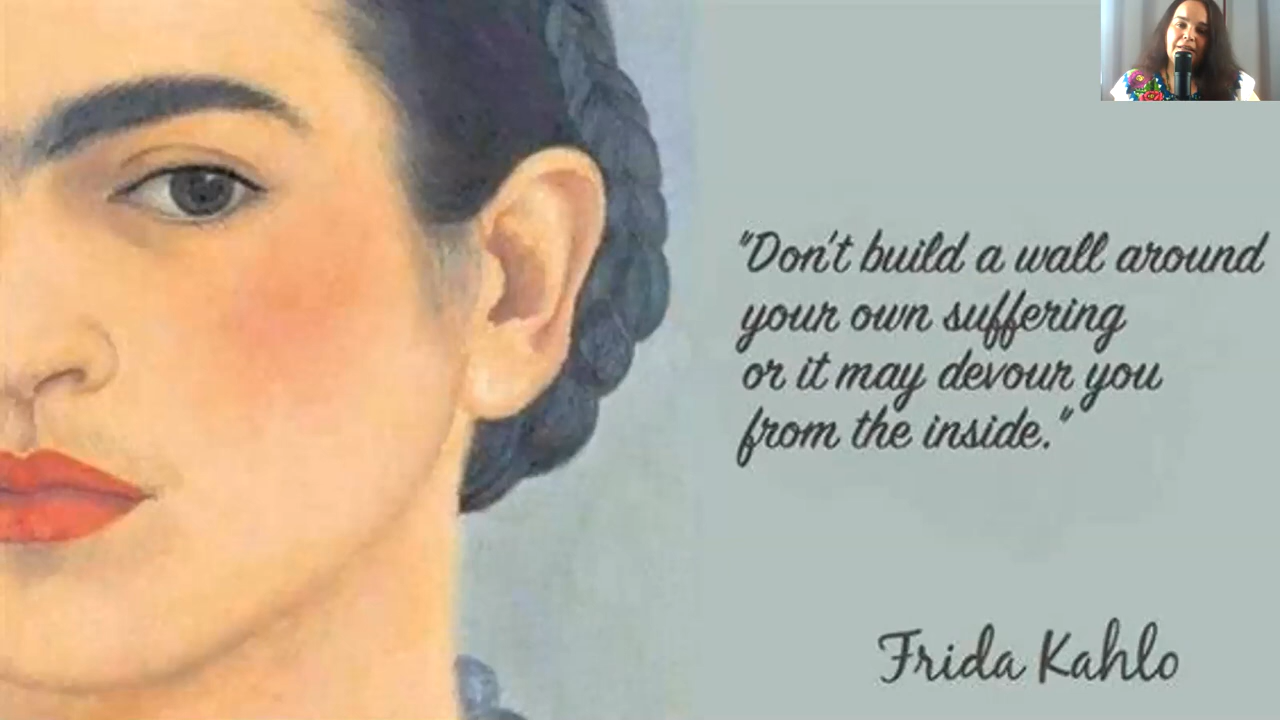 "Don't build a wall around
your own suffering
or it may devour you
from the inside."
Frida Kahlo